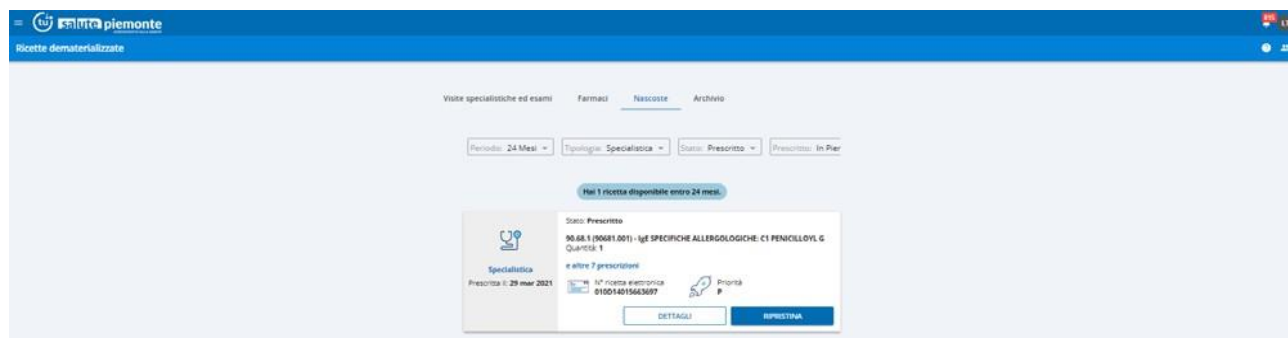 tu salute piemonte
815
Ricette dematerializzate
Visite specialistiche ed esami Farmaci Nascoste Archivio
Periodo: 24 Mesi Tipologia: Specialistica Stato: Prescritto Prescritto: In Pier
Hai 1 ricetta disponibile entro 24 mesi.
Stato: Prescritto
90.68.1 (90681.001) - IgE SPECIFICHE ALLERGOLOGICHE: C1 PENICILLOYL G
Quantità: 1
e altre 7 prescrizioni
Specialistica
Prescritta il: 29 mar 2021
N° ricetta elettronica
010D14015663697
Priorità
P
DETTAGLI RIPRISTINA